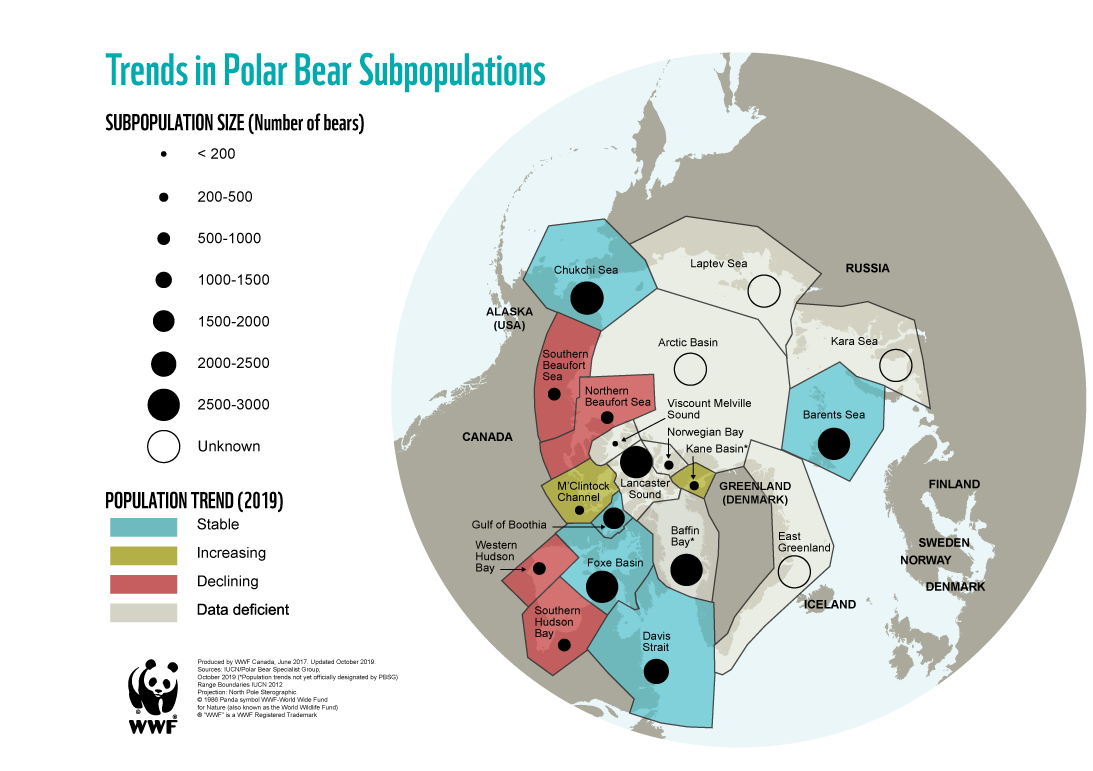 Trends in Polar Bear Subpopulations
SUBPOPULATION SIZE (Number of bears)
< 200
200-500
500-1000
1000-1500
1500-2000
2000-2500
2500-3000
Unknown
POPULATION TREND (2019)
Stable
Increasing
Declining
Data deficient
Produced by WWF Canada, June 2017. Updated October 2019.
Sources: IUCN/Polar Bear Specialist Group,
October 2019 (*Population trends not yet officially designated by PBSG)
Range Boundaries IUCN 2012
Projection: North Pole Sterographic.
© 1986 Panda symbol WWF-World Wide Fund
for Nature (also known as the World Wildlife Fund)
® "WWF" is a WWF Registered Trademark
®
WWF
®
Chukchi Sea
Laptev Sea
RUSSIA
ALASKA
(USA)
Arctic Basin
Kara Sea
Southern
Beaufort
Sea
Northern
Beaufort Sea
Viscount Melville
Sound
Barents Sea
CANADA
Norwegian Bay
Kane Basin*
M'Clintock
Channel
Lancaster
Sound
GREENLAND
(DENMARK)
FINLAND
Gulf of Boothia
Baffin
Bay*
East
Greenland
SWEDEN
NORWAY
Western
Hudson
Bay
Foxe Basin
DENMARK
ICELAND
Southern
Hudson
Bay
Davis
Strait